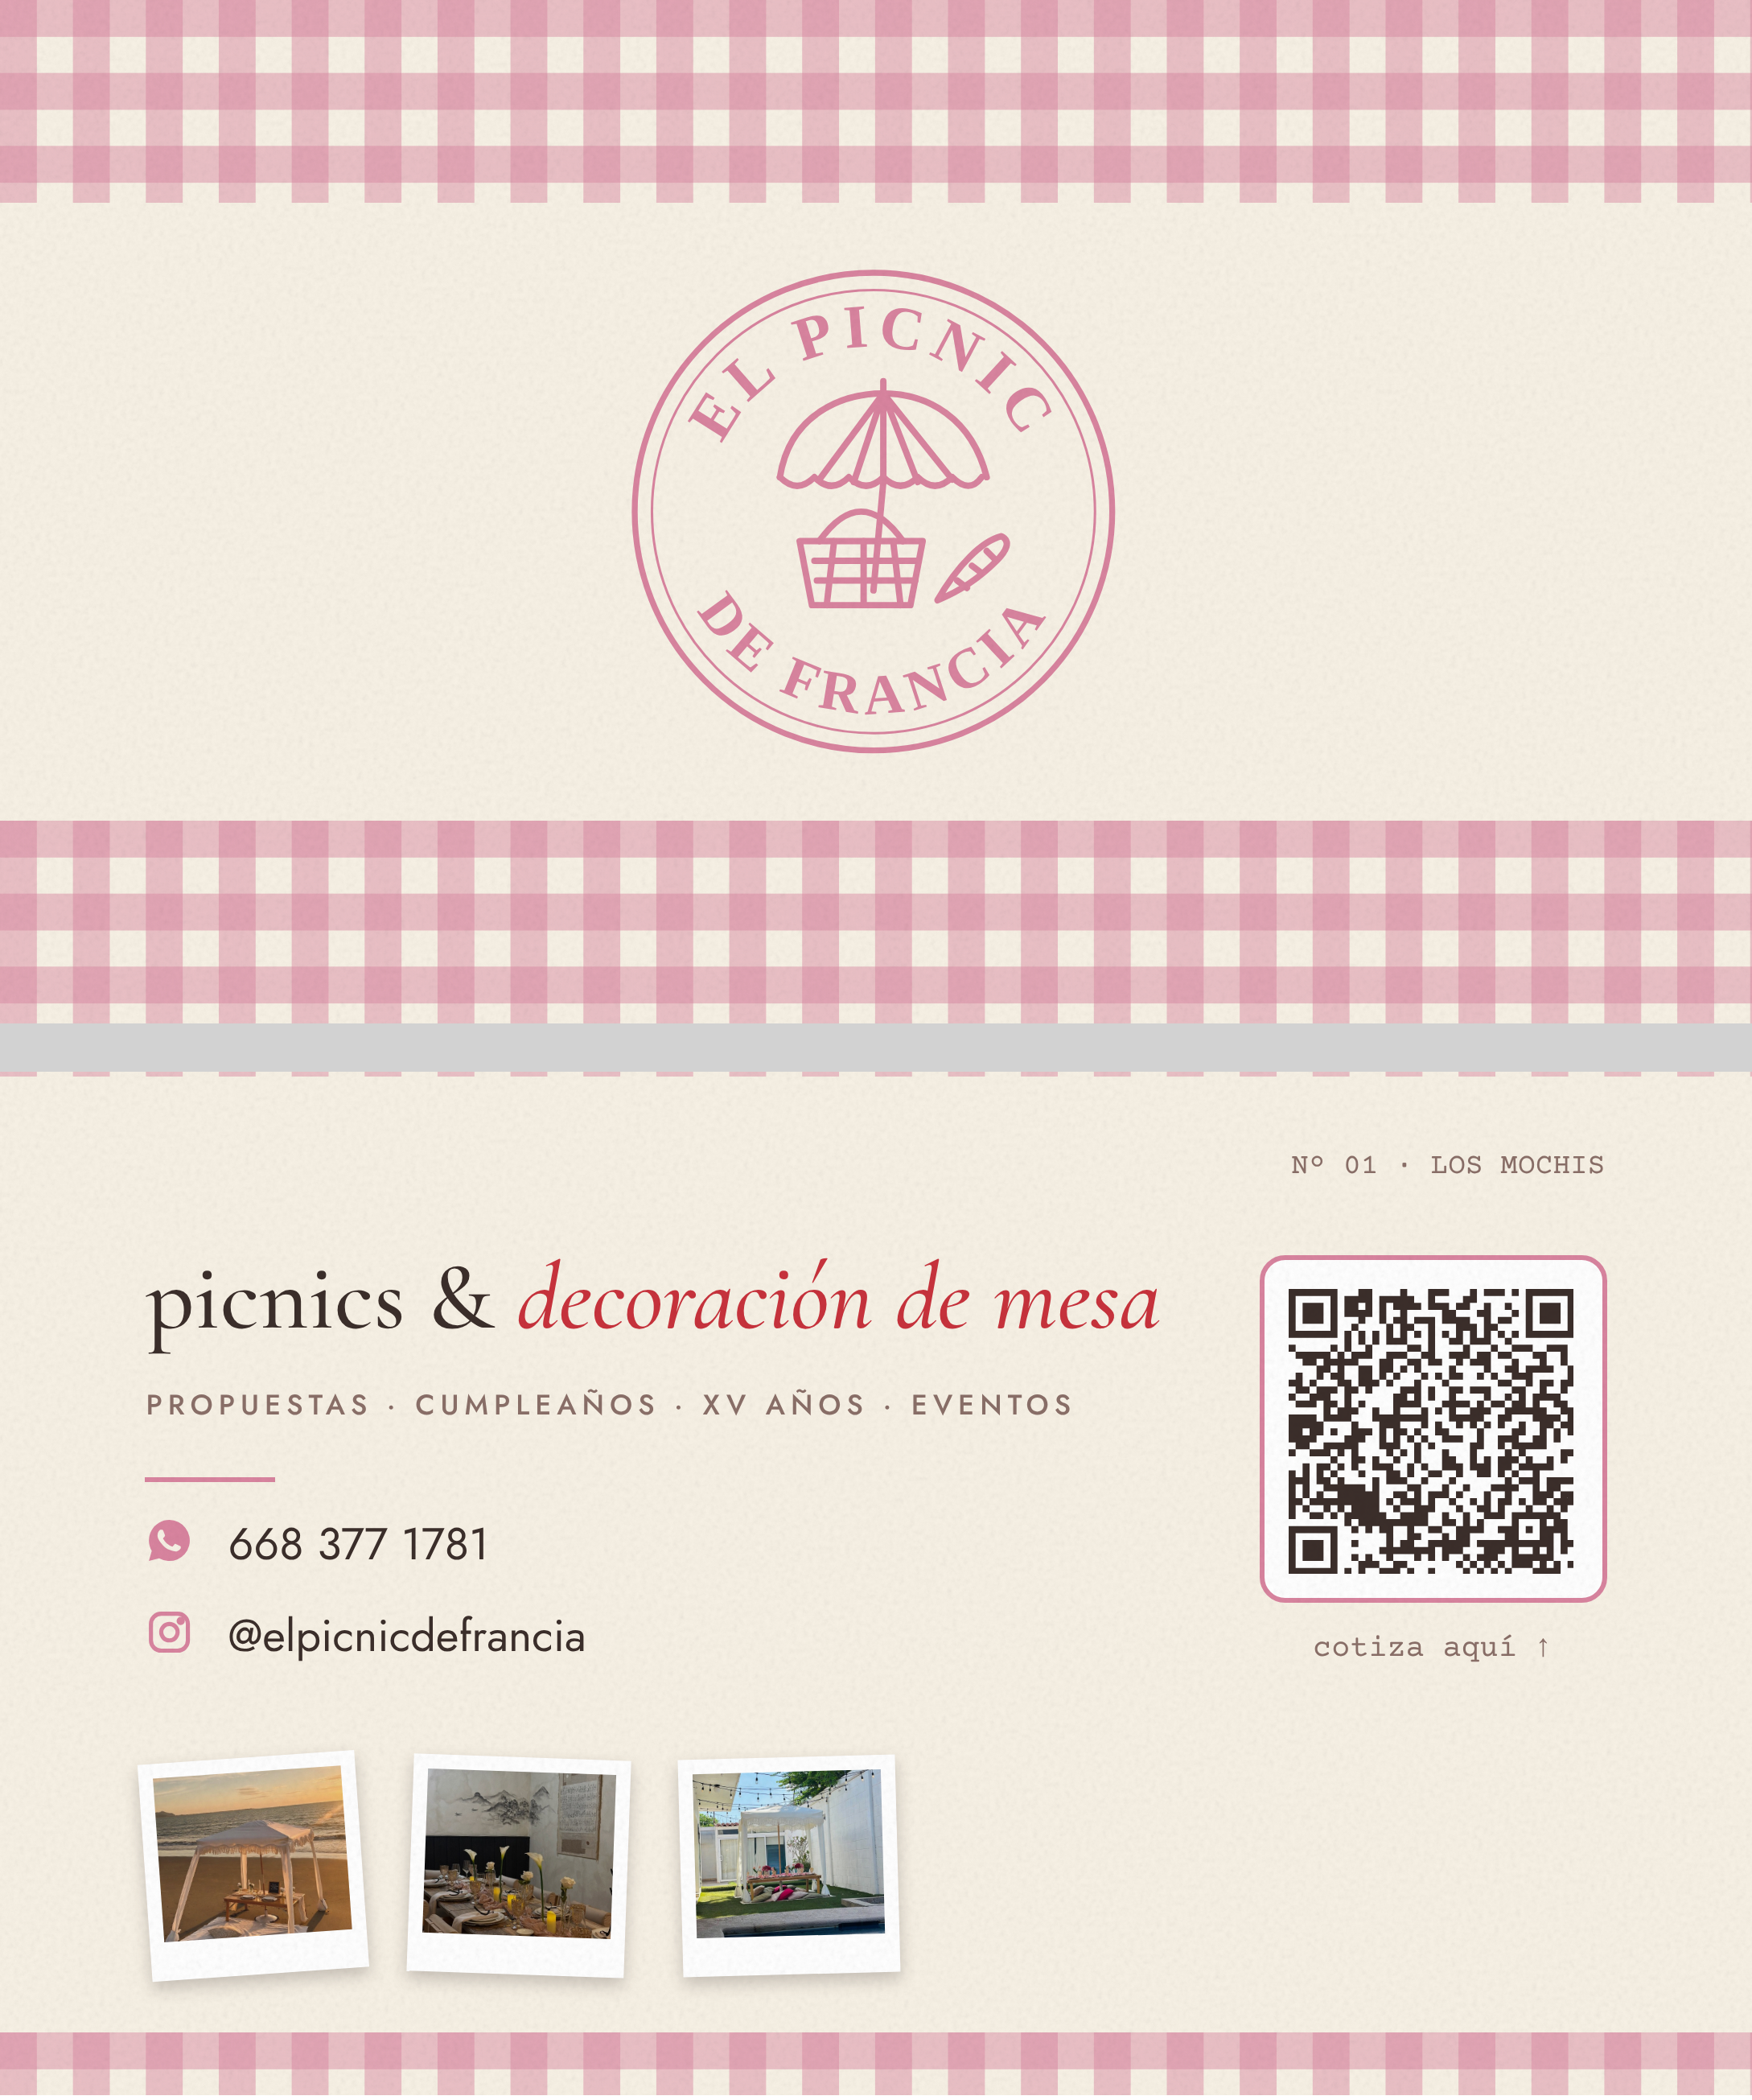 EL PICNIC
DE FRANCIA
Nº 01 · LOS MOCHIS
picnics & decoración de mesa
PROPUESTAS · CUMPLEAÑOS · XV AÑOS · EVENTOS
668 377 1781
@elpicnicdefrancia
cotiza aquí ↑